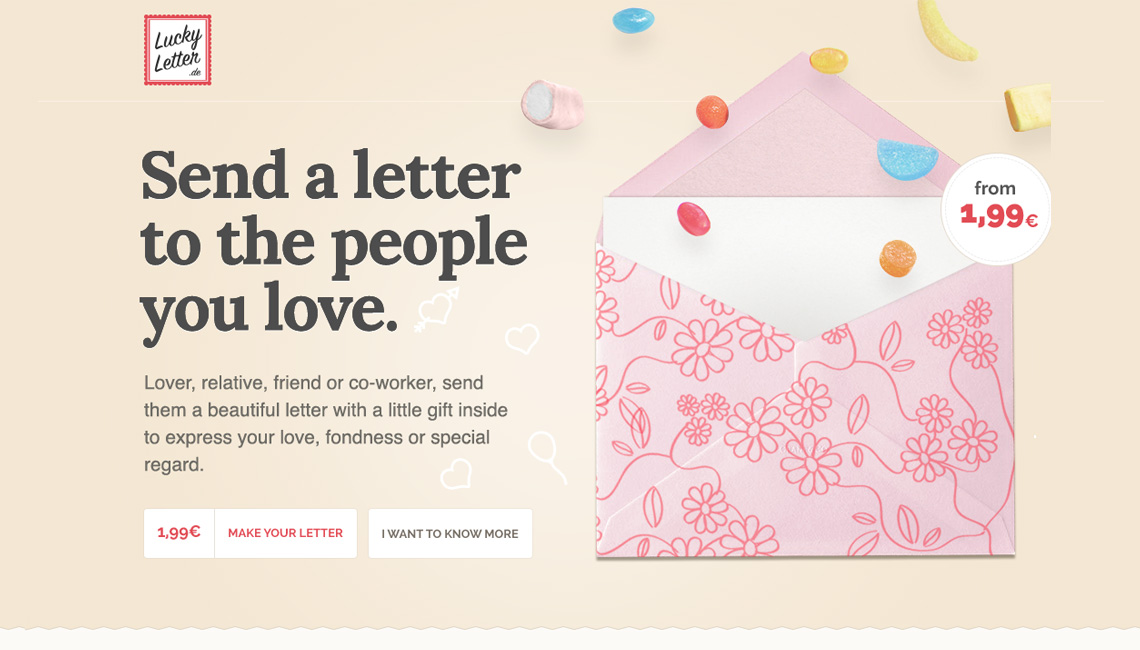 Lucky
Letter
.de
Send a letter
to the people
you love.
from
1,99€
Lover, relative, friend or co-worker, send
them a beautiful letter with a little gift inside
to express your love, fondness or special
regard.
1,99€ MAKE YOUR LETTER I WANT TO KNOW MORE